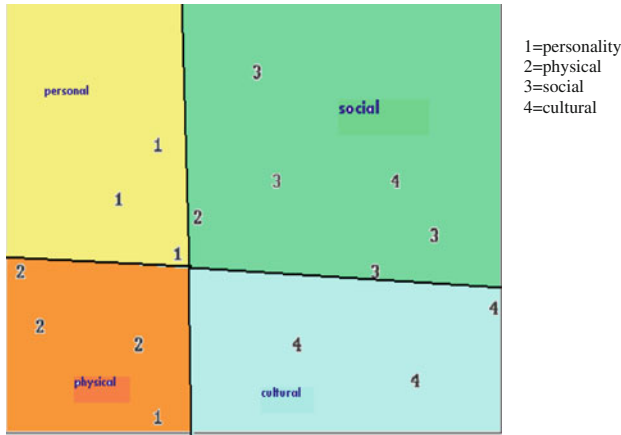 1=personality
2=physical
3=social
4=cultural
3
personal
social
1
3
4
1
2
3
1
2
3
4
2
2
4
4
physical
cultural
1